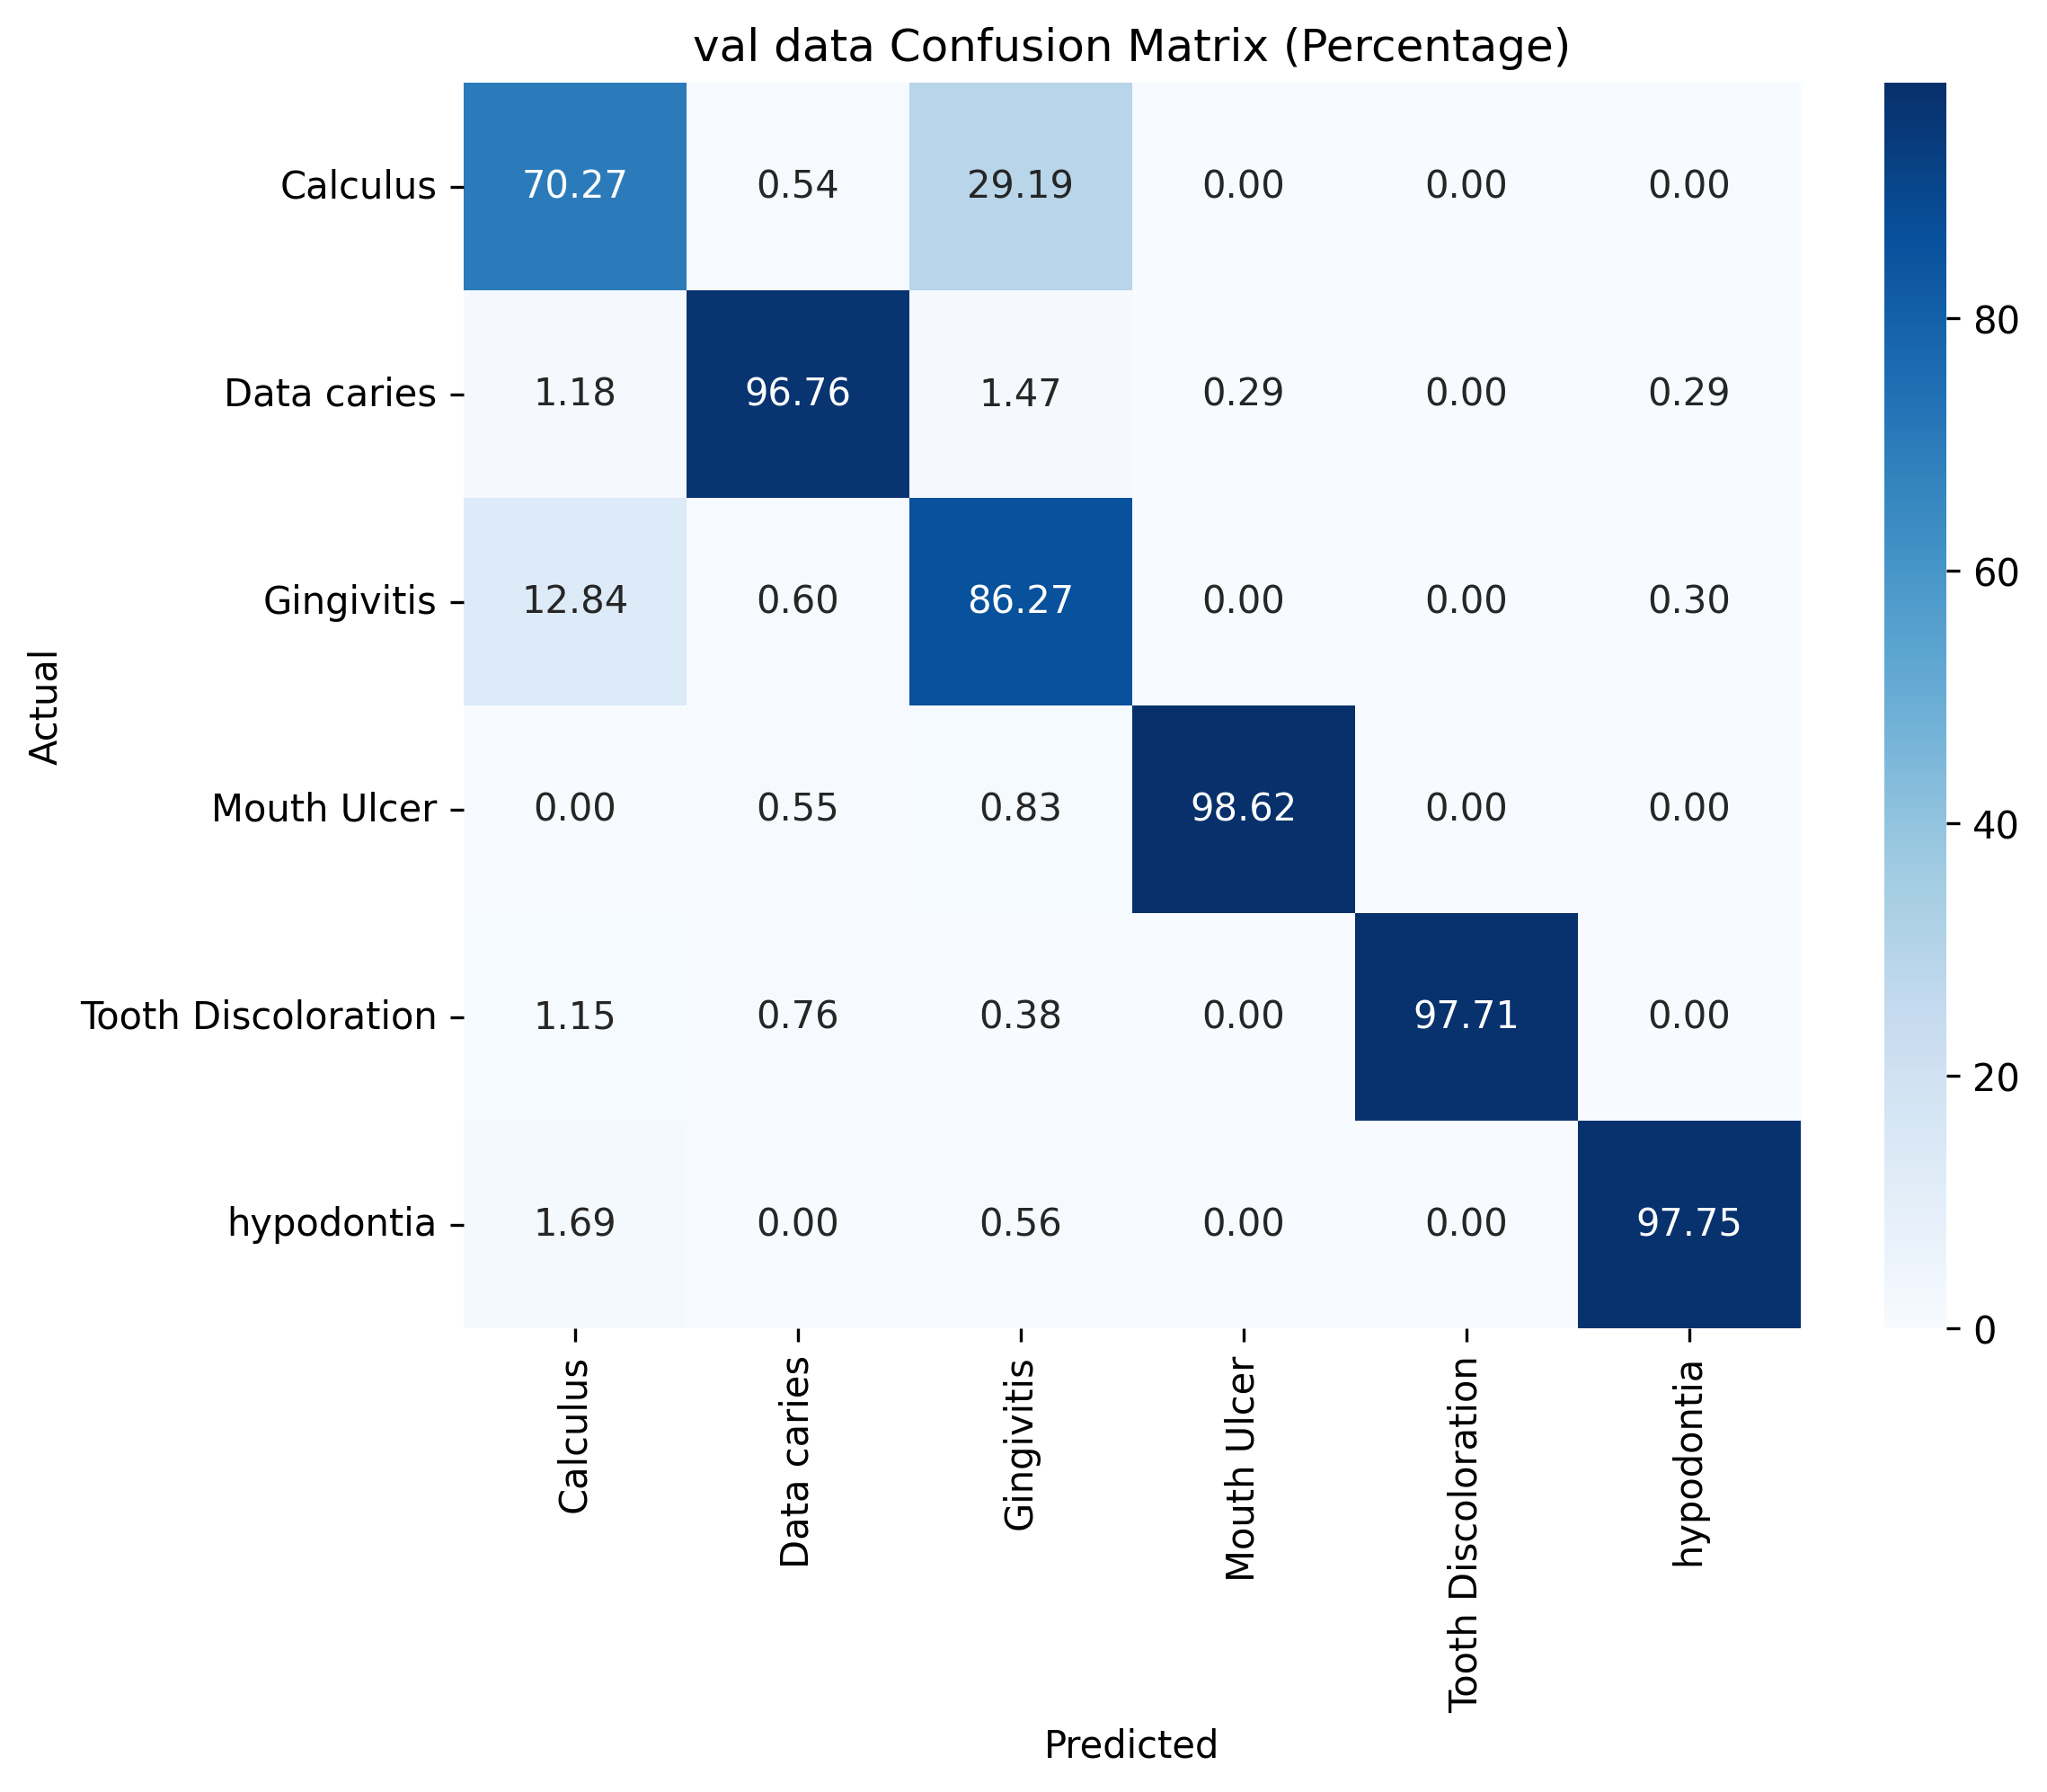 val data Confusion Matrix (Percentage)
Calculus 70.27 0.54 29.19 0.00 0.00 0.00
Data caries 1.18 96.76 1.47 0.29 0.00 0.29
Gingivitis 12.84 0.60 86.27 0.00 0.00 0.30
Mouth Ulcer 0.00 0.55 0.83 98.62 0.00 0.00
Tooth Discoloration 1.15 0.76 0.38 0.00 97.71 0.00
hypodontia 1.69 0.00 0.56 0.00 0.00 97.75
Actual
Calculus
Data caries
Gingivitis
Mouth Ulcer
Tooth Discoloration
hypodontia
Predicted
80
60
40
20
0